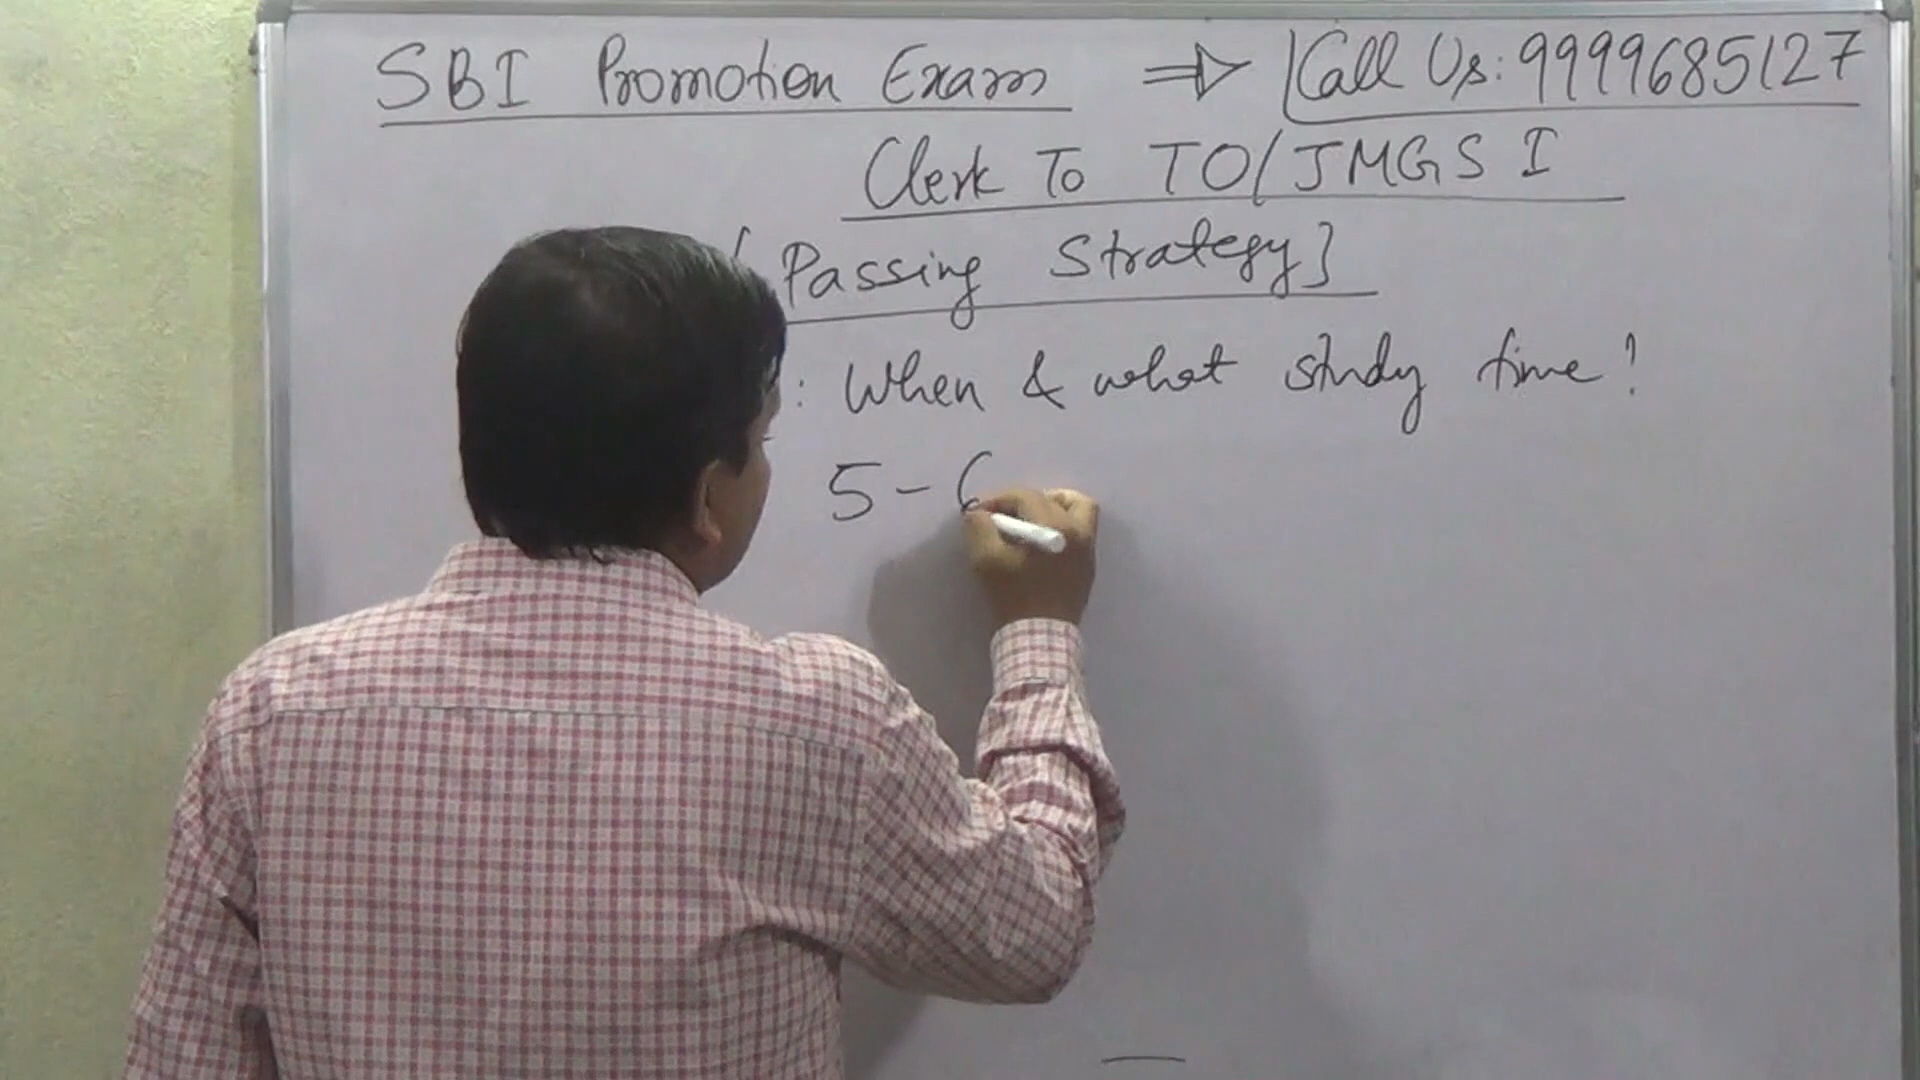 SBI Promotion Exam ⇒ Call Us: 9999685127
Clerk To TO/JMGS I
[Passing Strategy]
: When & what study time?
5-6